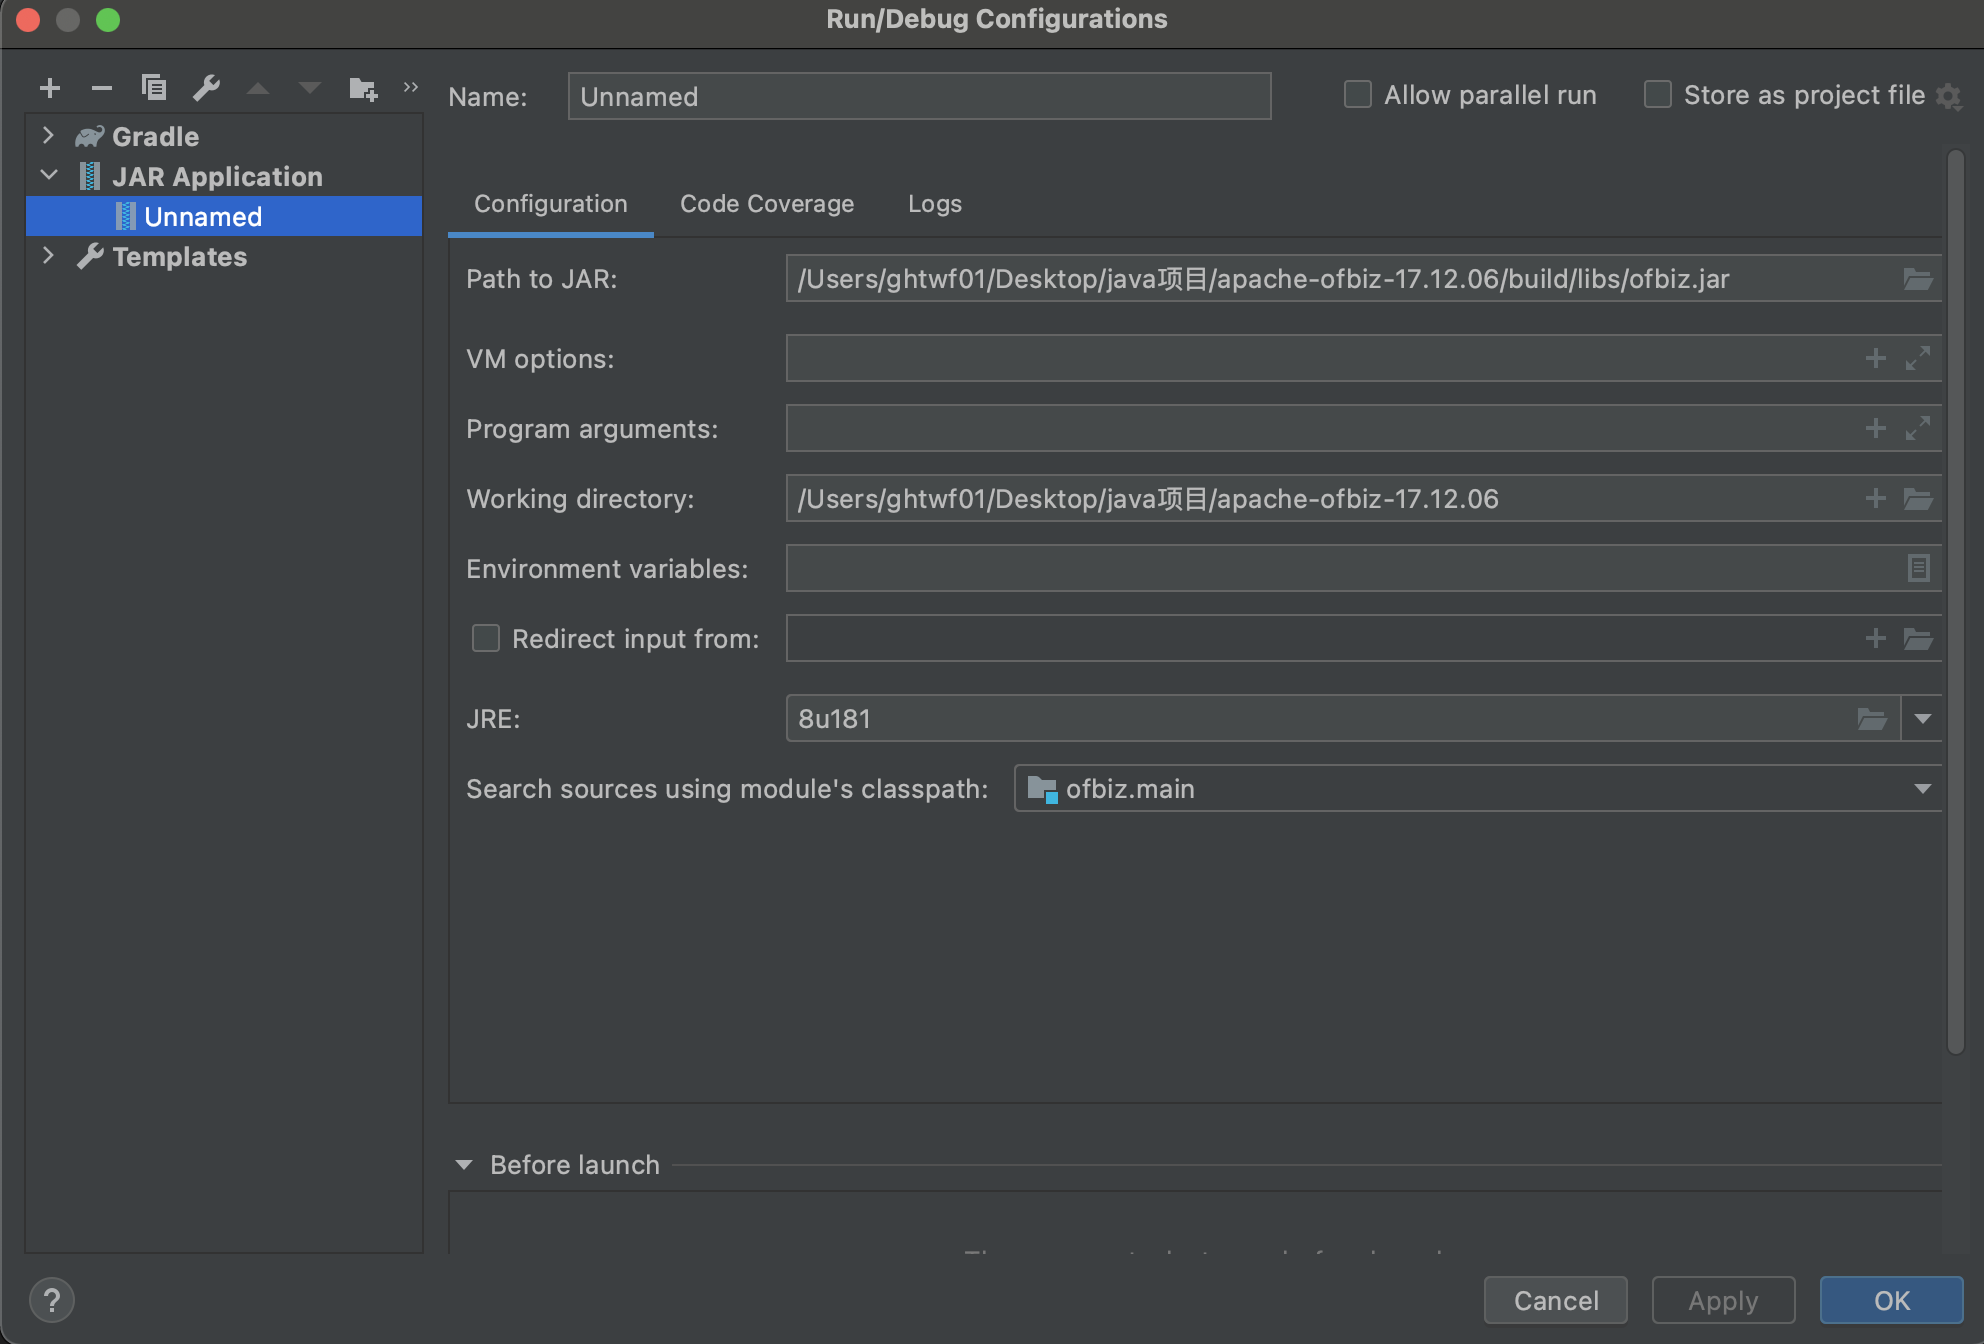 Run/Debug Configurations
Name:
Unnamed
Allow parallel run
Store as project file
Gradle
JAR Application
Unnamed
Templates
Configuration
Code Coverage
Logs
Path to JAR:
/Users/ghtwf01/Desktop/java项目/apache-ofbiz-17.12.06/build/libs/ofbiz.jar
VM options:
Program arguments:
Working directory:
/Users/ghtwf01/Desktop/java项目/apache-ofbiz-17.12.06
Environment variables:
Redirect input from:
JRE:
8u181
Search sources using module's classpath:
ofbiz.main
Before launch
?
Cancel
Apply
OK